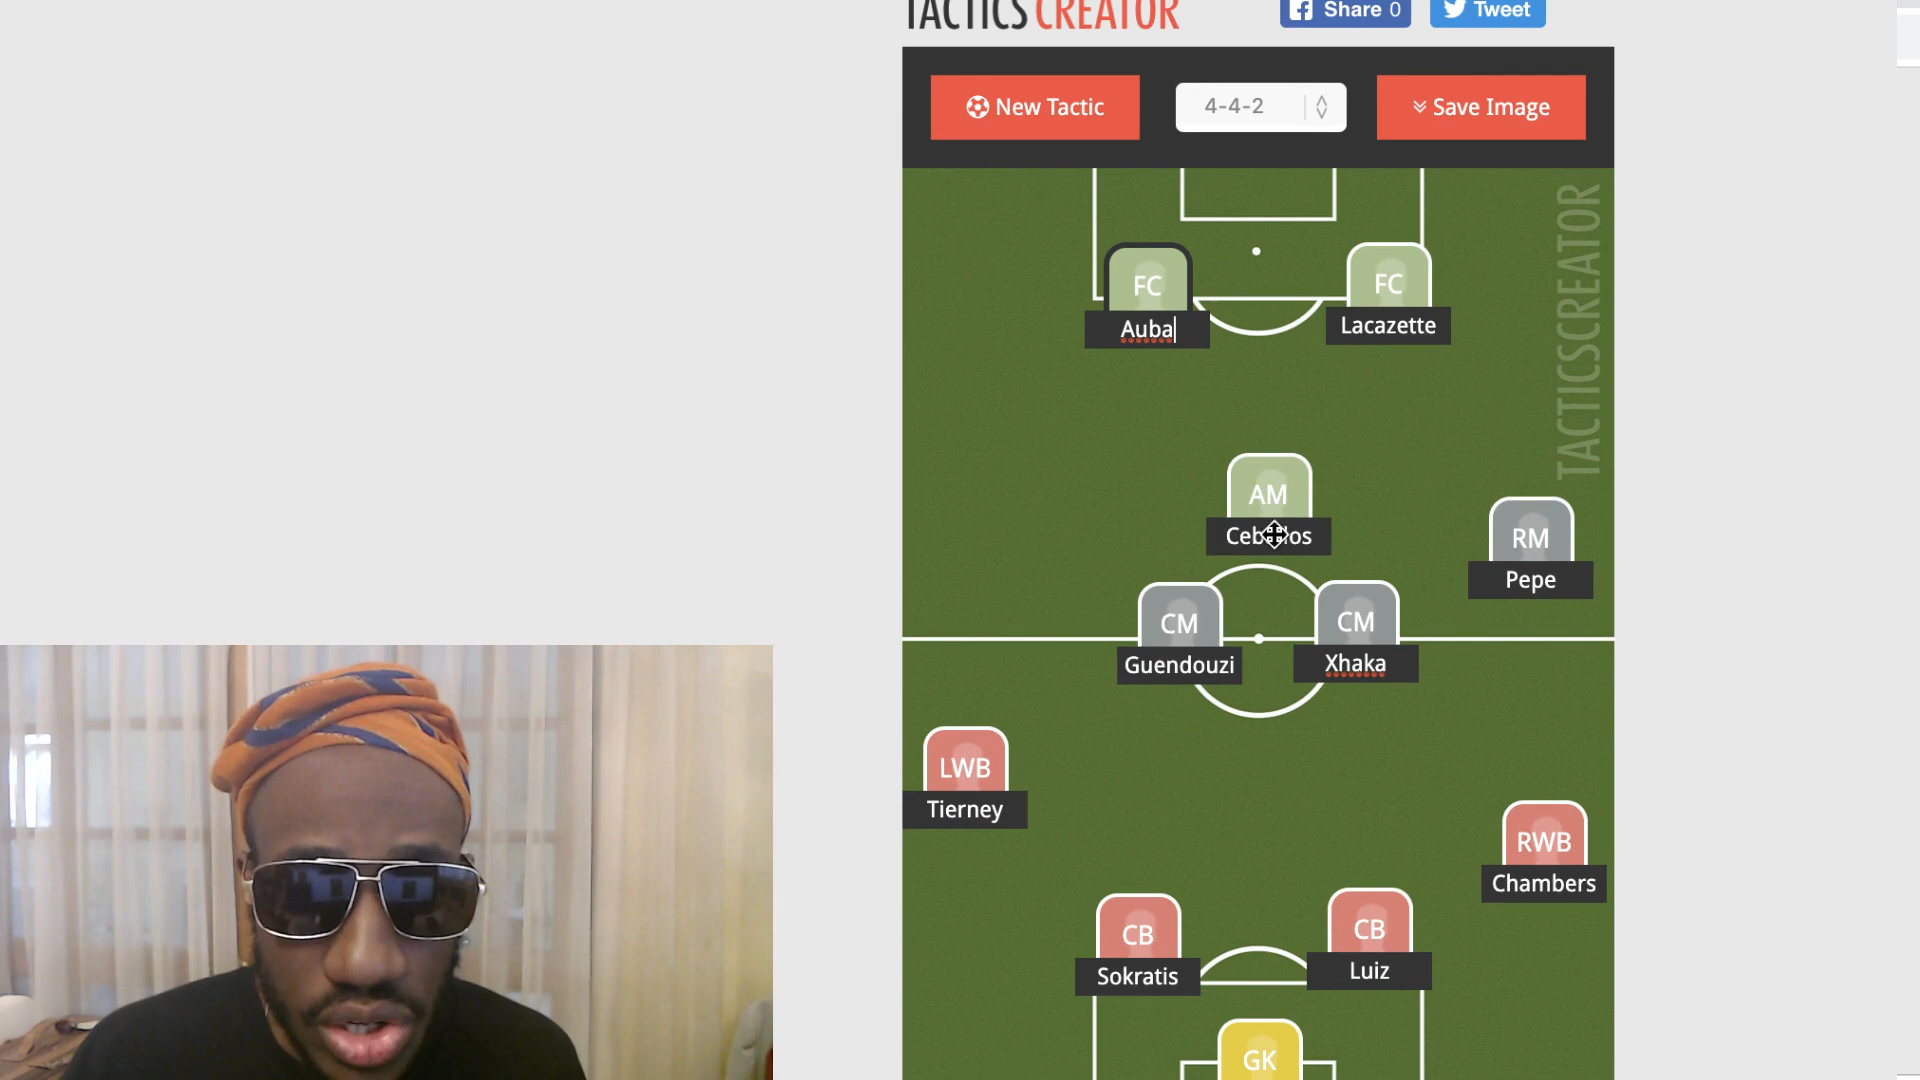 TACTICS CREATOR
Share 0
Tweet
New Tactic
4-4-2
Save Image
TACTICSCREATOR
FC
Auba
FC
Lacazette
AM
RM
Pepe
CM
Guendouzi
CM
Xhaka
LWB
Tierney
RWB
Chambers
CB
Sokratis
CB
Luiz
GK